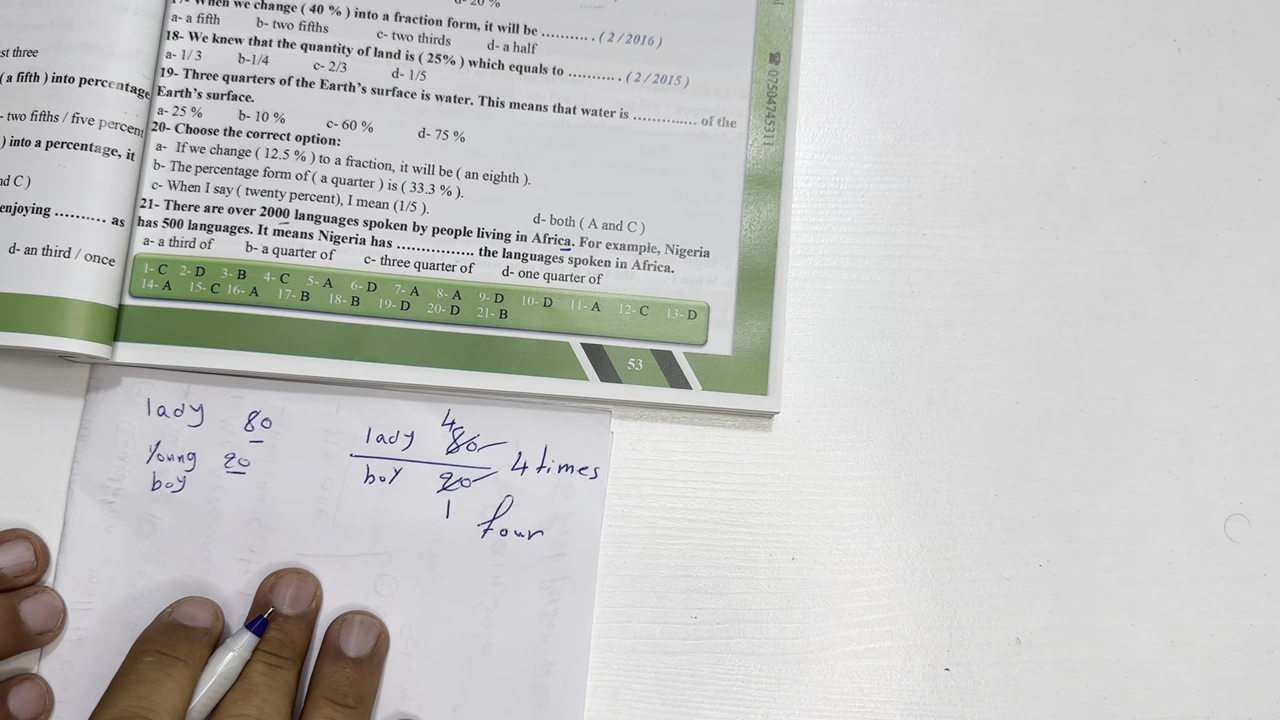 d- 20 %
17- When we change ( 40 % ) into a fraction form, it will be .......... . ( 2 / 2016 )
a- a fifth b- two fifths c- two thirds d- a half
18- We knew that the quantity of land is ( 25% ) which equals to .......... . ( 2 / 2015 )
a- 1/3 b-1/4 c- 2/3 d- 1/5
19- Three quarters of the Earth's surface is water. This means that water is ............. of the
Earth's surface.
a- 25 % b- 10 % c- 60 % d- 75 %
20- Choose the correct option:
a- If we change ( 12.5 % ) to a fraction, it will be ( an eighth ).
b- The percentage form of ( a quarter ) is ( 33.3 % ).
c- When I say ( twenty percent), I mean (1/5 ). d- both ( A and C )
21- There are over 2000 languages spoken by people living in Africa. For example, Nigeria
has 500 languages. It means Nigeria has ................ the languages spoken in Africa.
a- a third of b- a quarter of c- three quarter of d- one quarter of
1- C 2- D 3- B 4- C 5- A 6- D 7- A 8- A 9- D 10- D 11- A 12- C 13- D
14- A 15- C 16- A 17- B 18- B 19- D 20- D 21- B
53
07504745311
st three
( a fifth ) into percentage
- two fifths / five percent
) into a percentage, it
nd C )
enjoying .......... as
d- an third / once
lady 80
young 20
boy
lady 4 80
boy 20
1
4 times
four